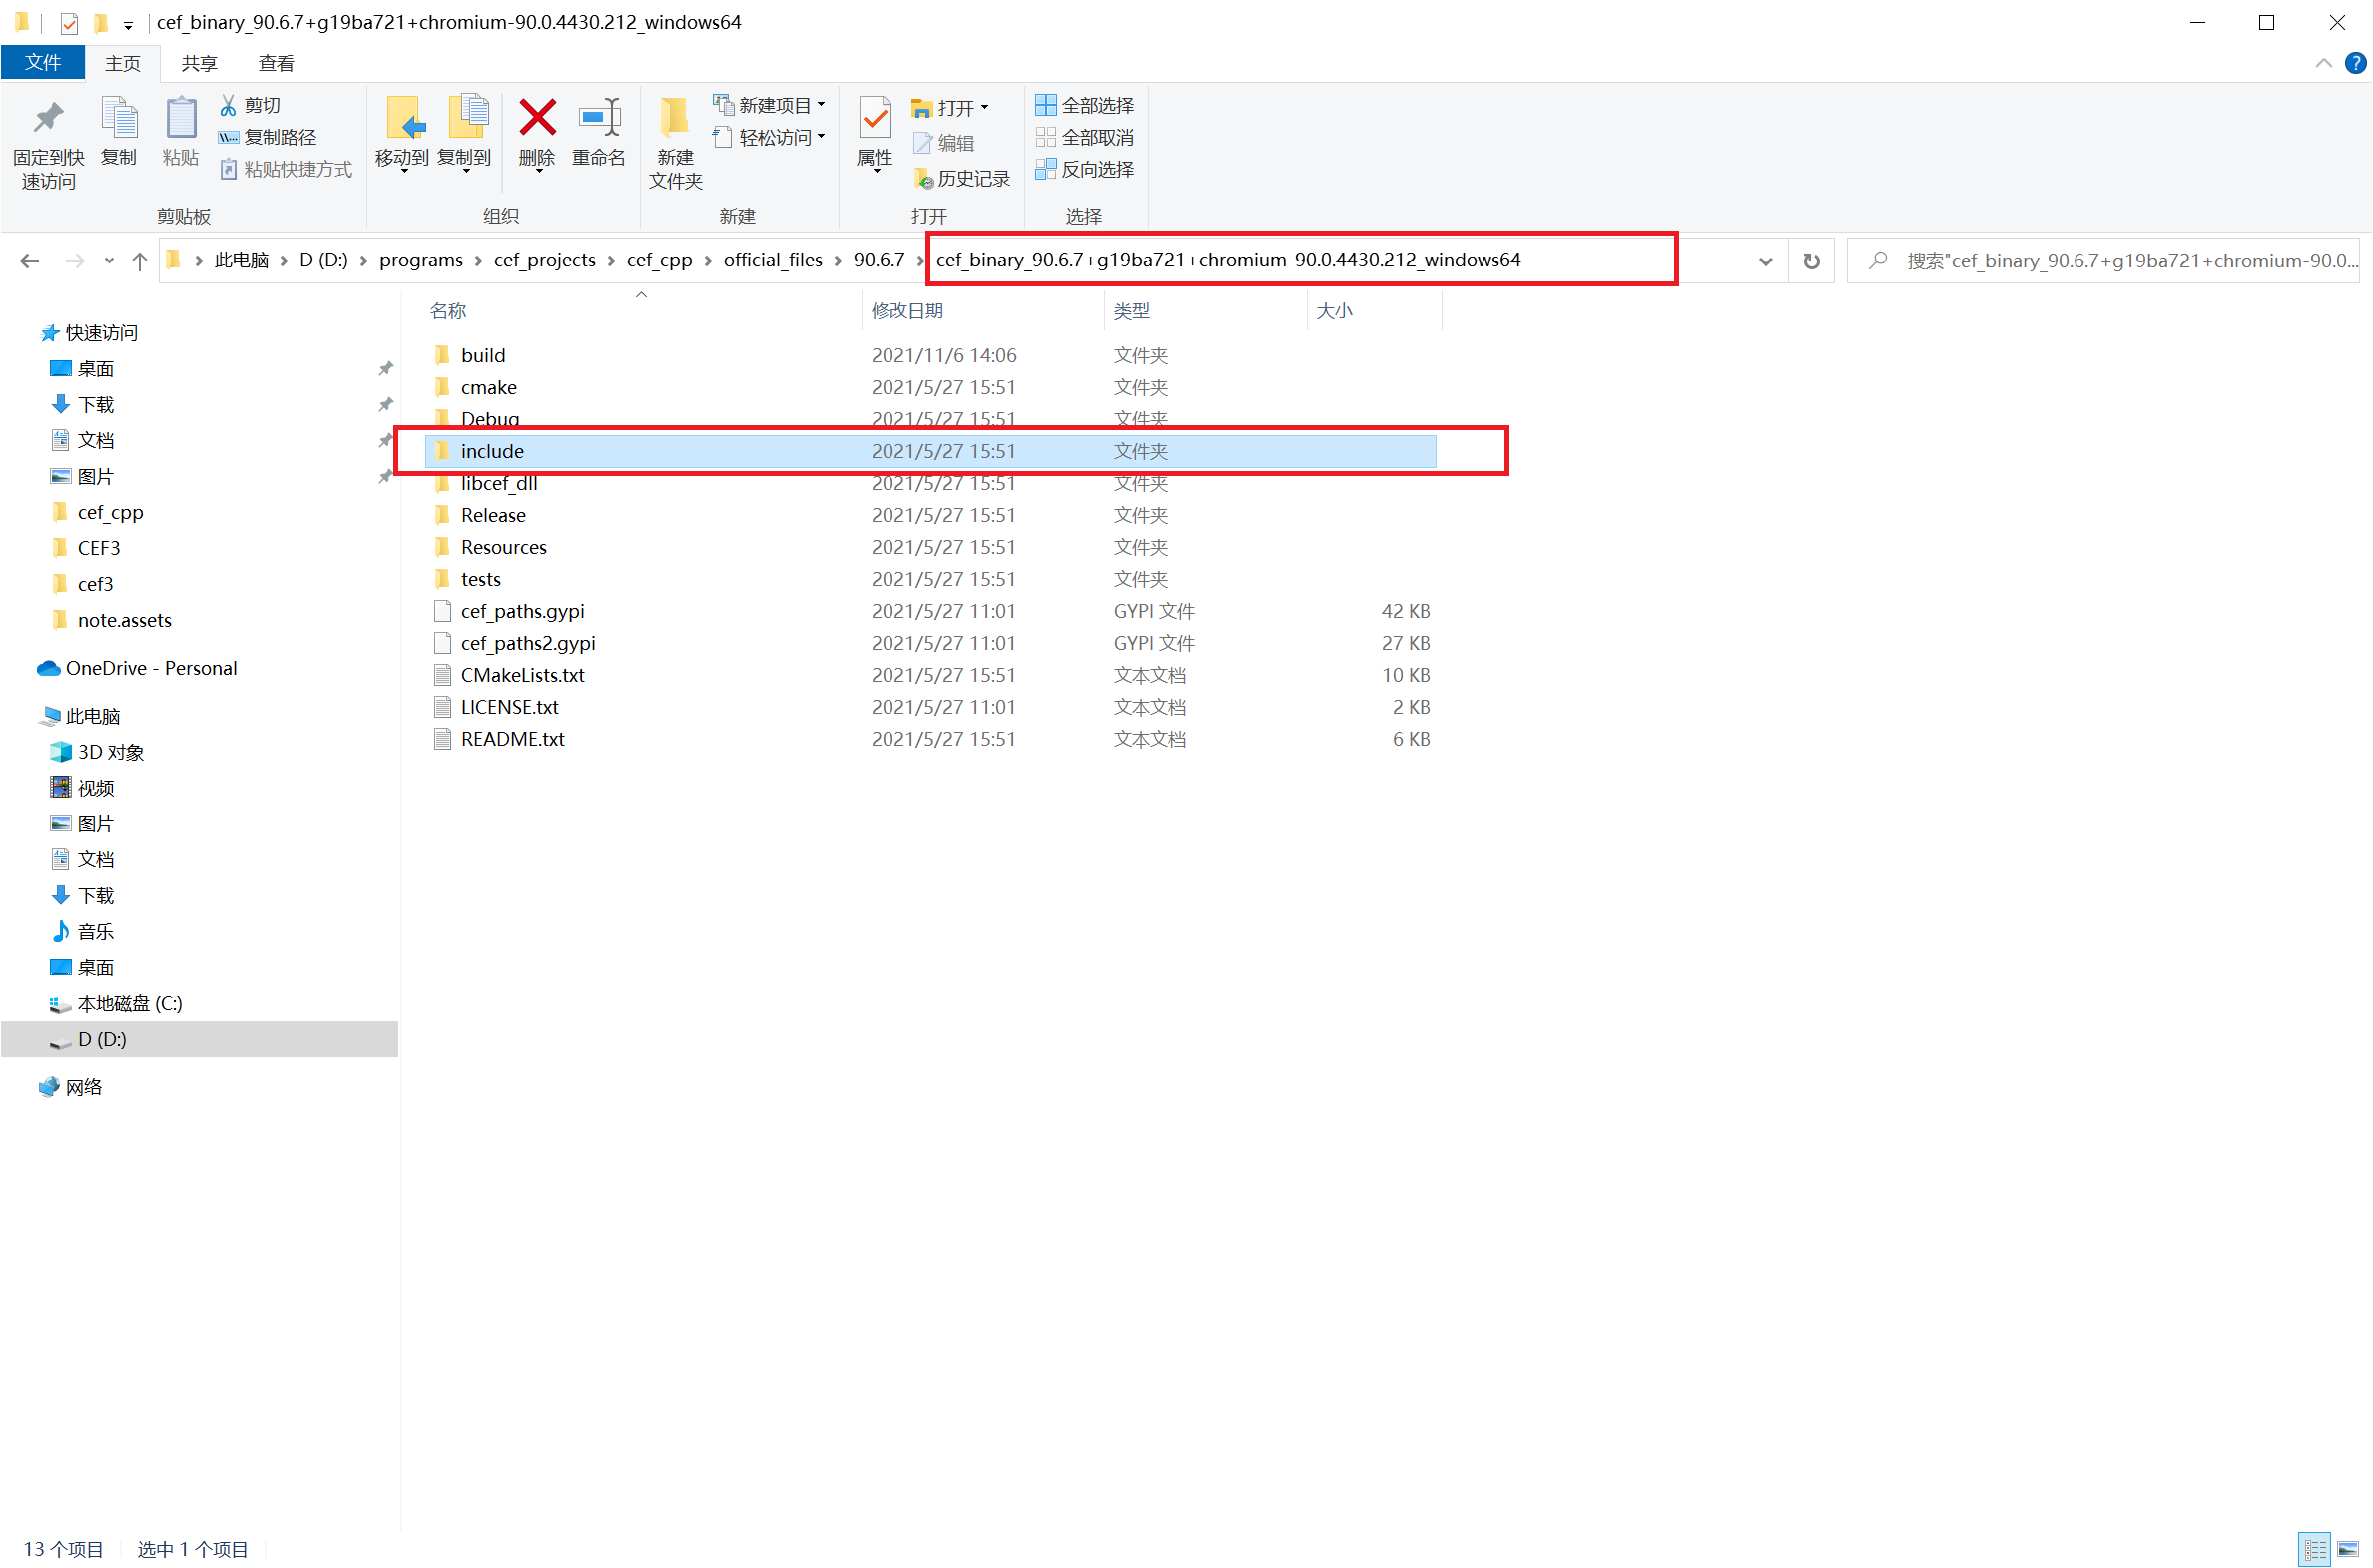 cef_binary_90.6.7+g19ba721+chromium-90.0.4430.212_windows64
文件 主页 共享 查看
固定到快速访问
复制
粘贴
剪切
复制路径
粘贴快捷方式
剪贴板
移动到
复制到
删除
重命名
组织
新建
文件夹
新建项目
轻松访问
新建
属性
打开
编辑
历史记录
打开
全部选择
全部取消
反向选择
选择
此电脑 D (D:) programs cef_projects cef_cpp official_files 90.6.7 cef_binary_90.6.7+g19ba721+chromium-90.0.4430.212_windows64
搜索"cef_binary_90.6.7+g19ba721+chromium-90.0...
快速访问
桌面
下载
文档
图片
cef_cpp
CEF3
cef3
note.assets
OneDrive - Personal
此电脑
3D 对象
视频
图片
文档
下载
音乐
桌面
本地磁盘 (C:)
D (D:)
网络
名称 修改日期 类型 大小
build 2021/11/6 14:06 文件夹
cmake 2021/5/27 15:51 文件夹
Debug 2021/5/27 15:51 文件夹
include 2021/5/27 15:51 文件夹
libcef_dll 2021/5/27 15:51 文件夹
Release 2021/5/27 15:51 文件夹
Resources 2021/5/27 15:51 文件夹
tests 2021/5/27 15:51 文件夹
cef_paths.gypi 2021/5/27 11:01 GYPI 文件 42 KB
cef_paths2.gypi 2021/5/27 11:01 GYPI 文件 27 KB
CMakeLists.txt 2021/5/27 15:51 文本文档 10 KB
LICENSE.txt 2021/5/27 11:01 文本文档 2 KB
README.txt 2021/5/27 15:51 文本文档 6 KB
13 个项目 选中 1 个项目